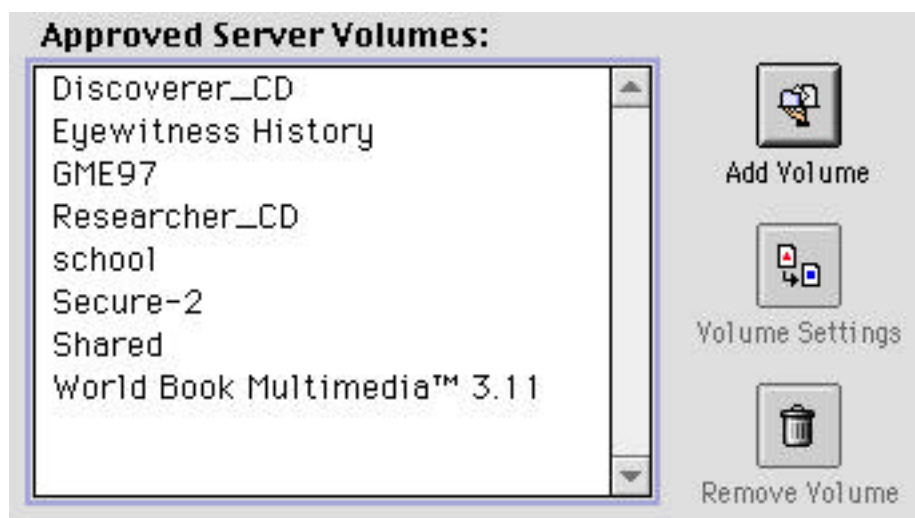 Approved Server Volumes:
Discoverer_CD
Eyewitness History
GME97
Researcher_CD
school
Secure-2
Shared
World Book Multimedia™ 3.11
Add Volume
Volume Settings
Remove Volume